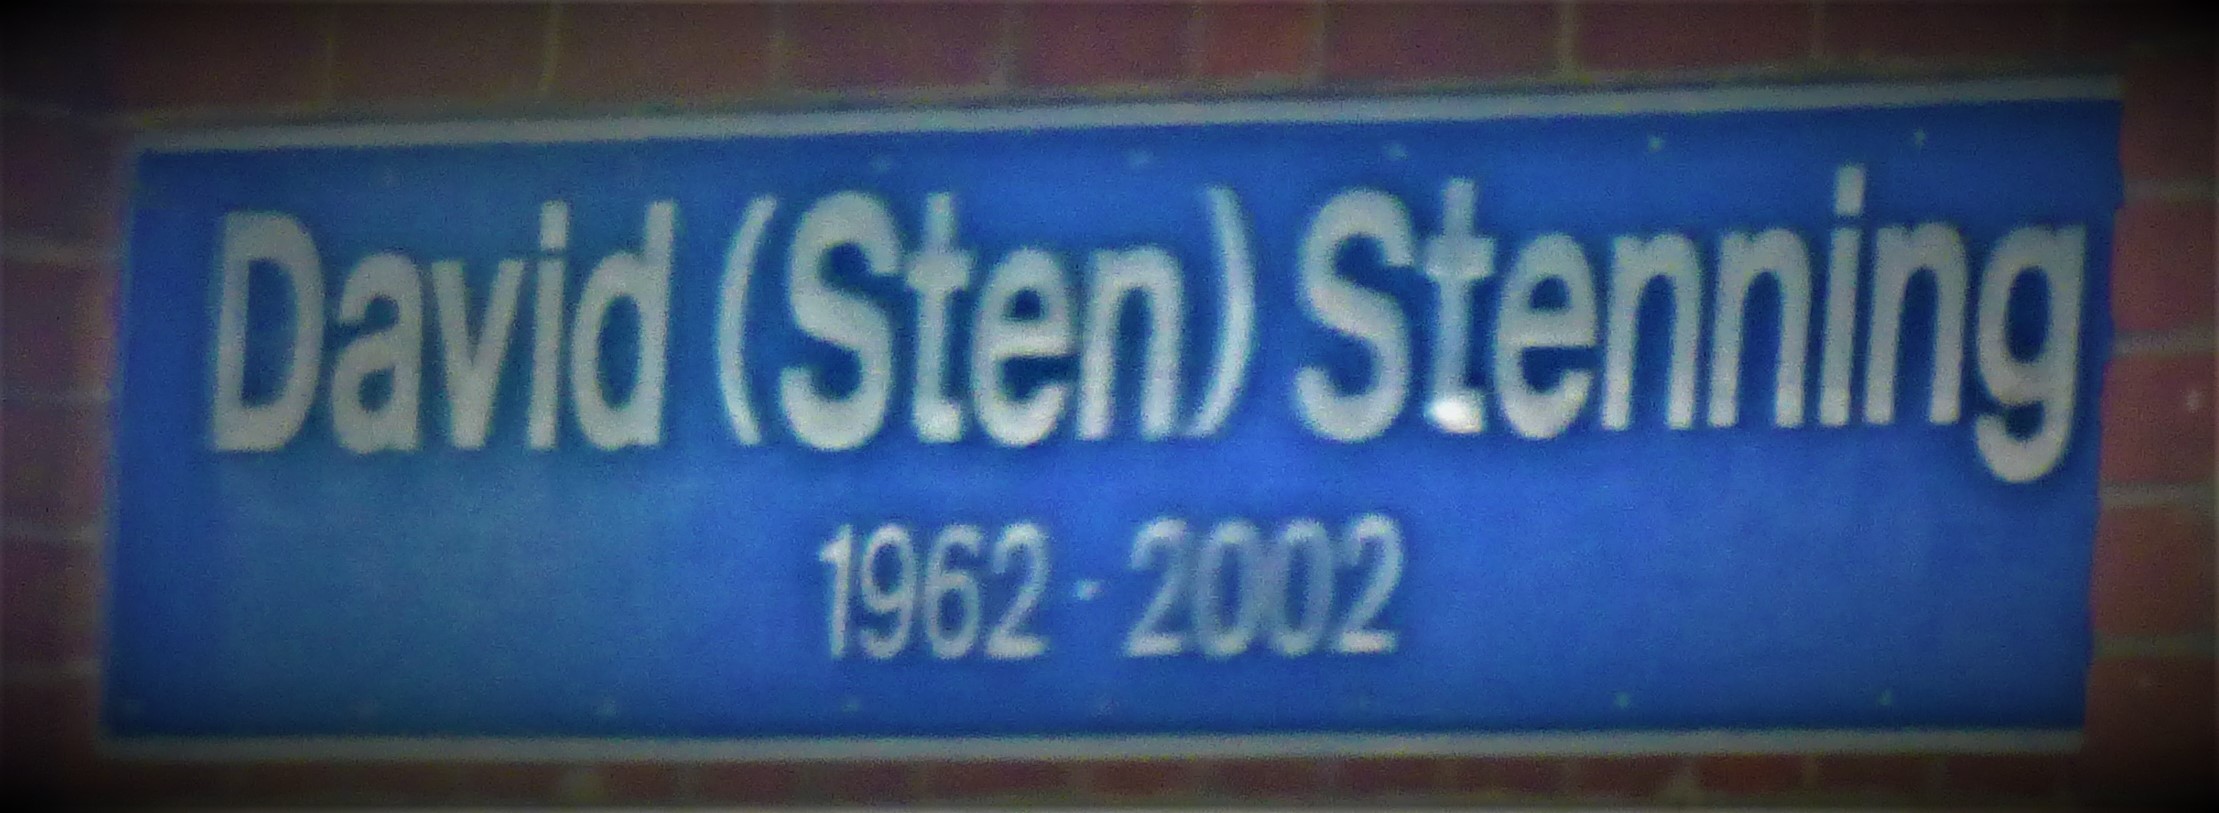 David (Sten) Stenning
1962 - 2002